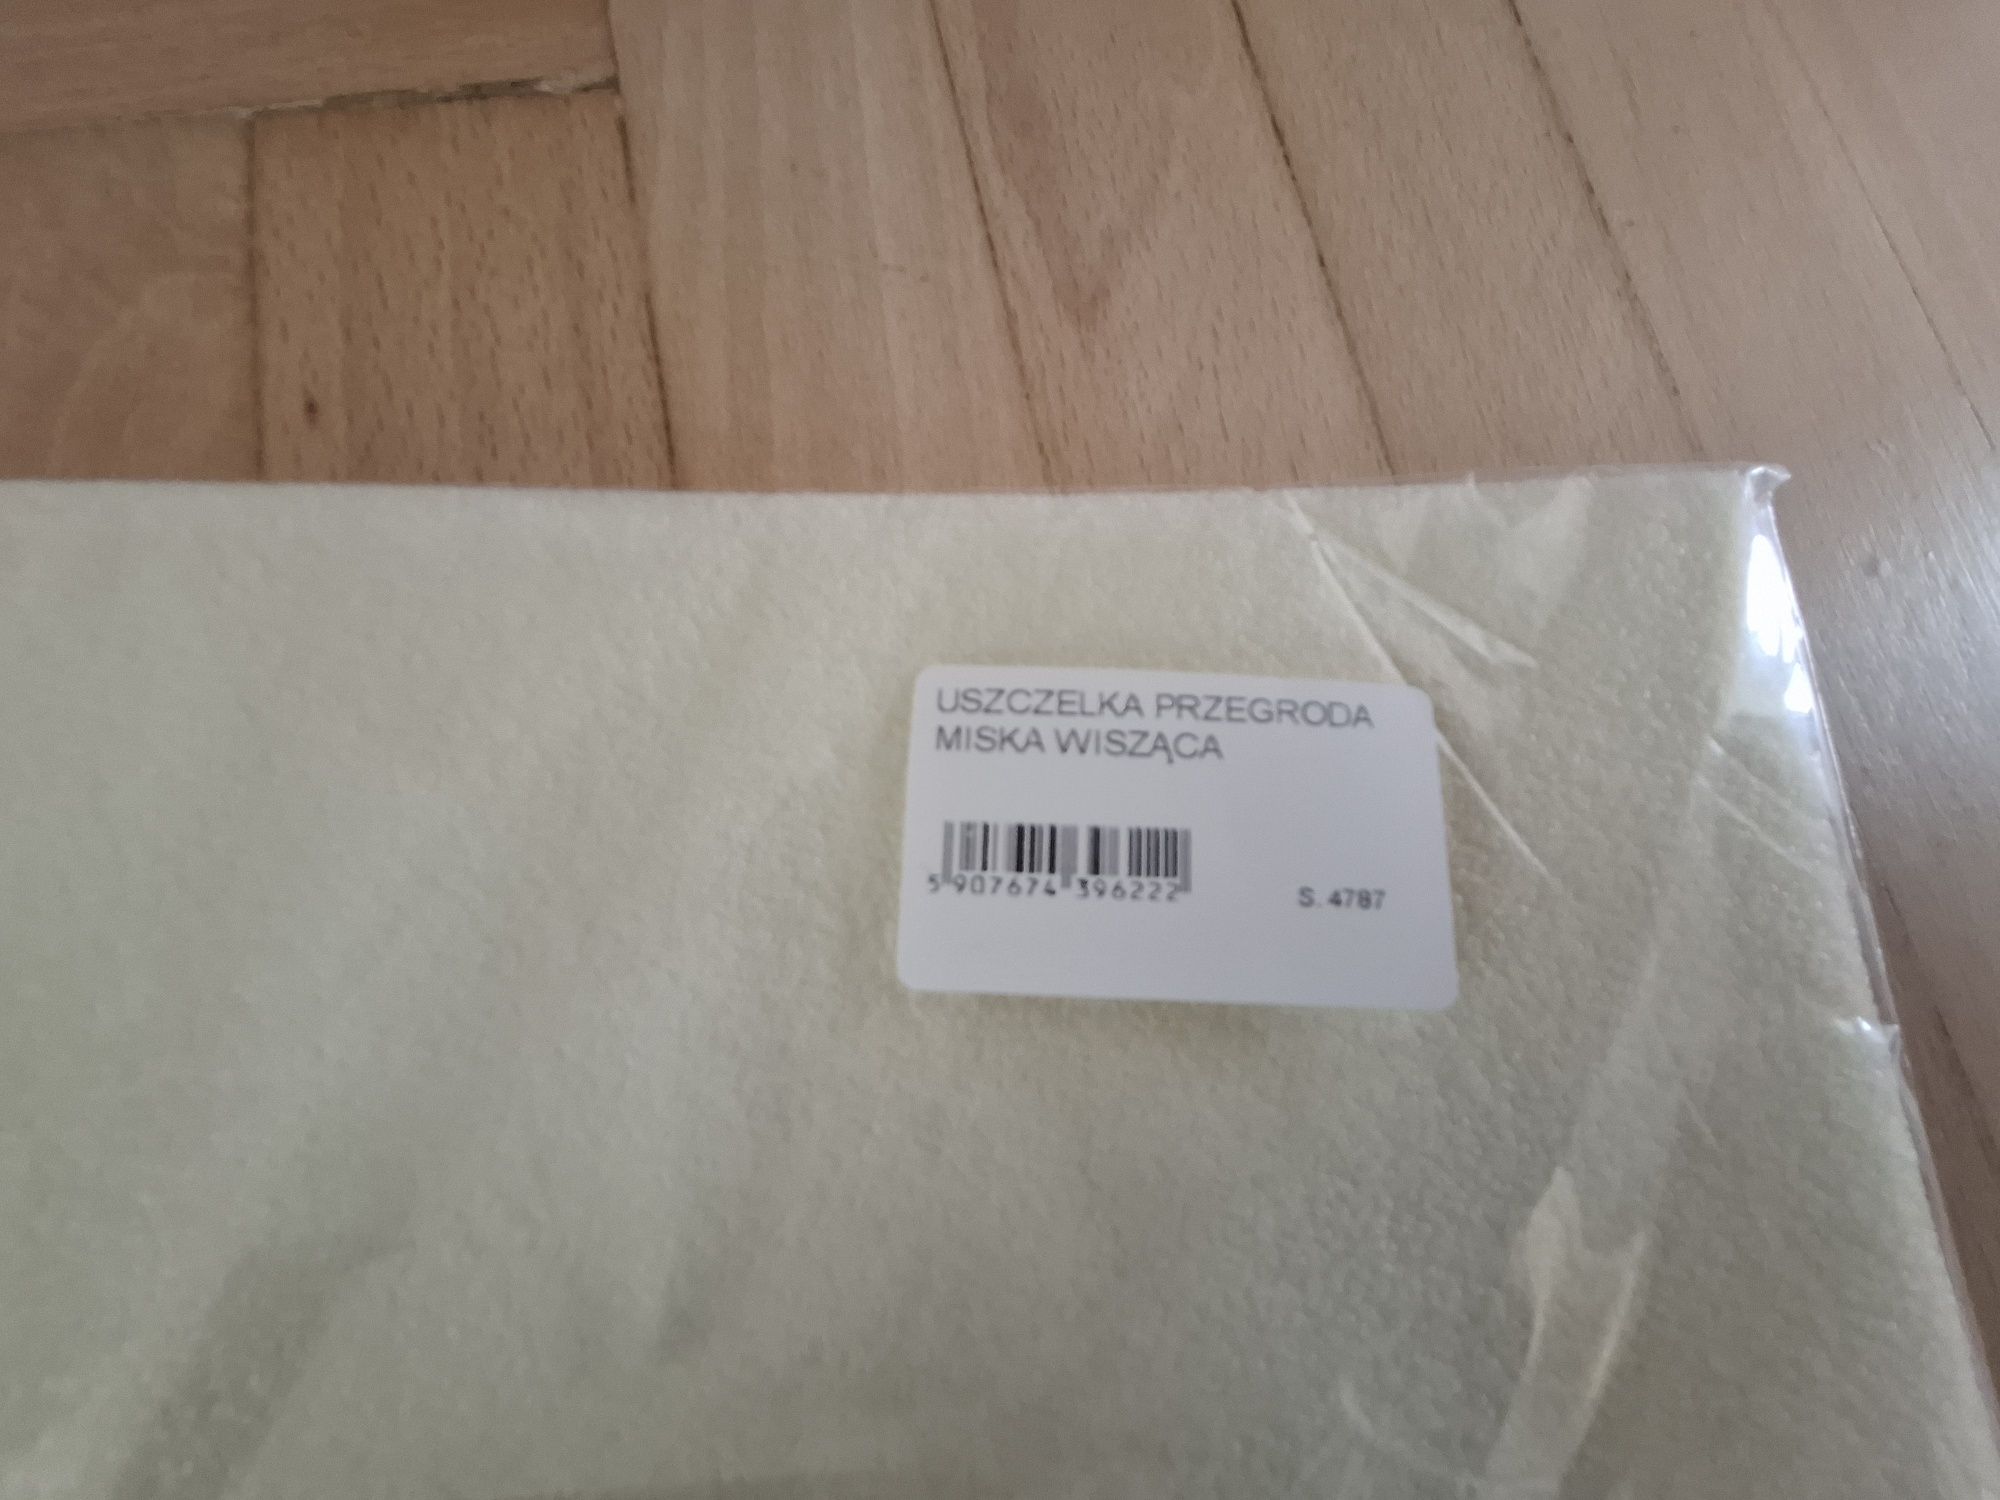 USZCZELKA PRZEGRODA
MISKA WISZĄCA
5 907674 396222
S. 4787